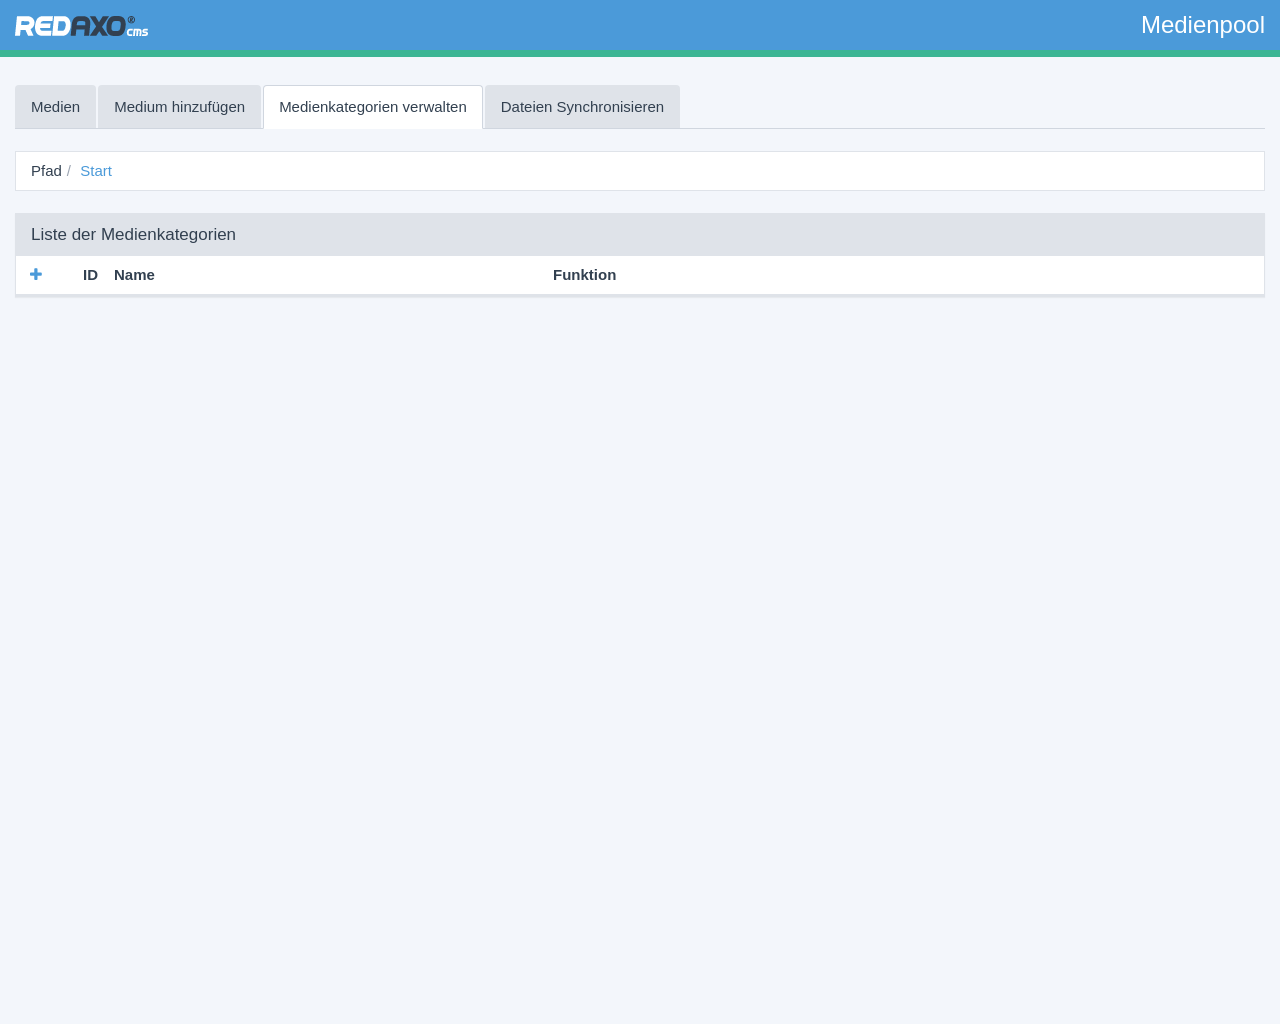 REDAXO® cms
Medienpool
Medien
Medium hinzufügen
Medienkategorien verwalten
Dateien Synchronisieren
Pfad / Start
Liste der Medienkategorien
ID Name Funktion